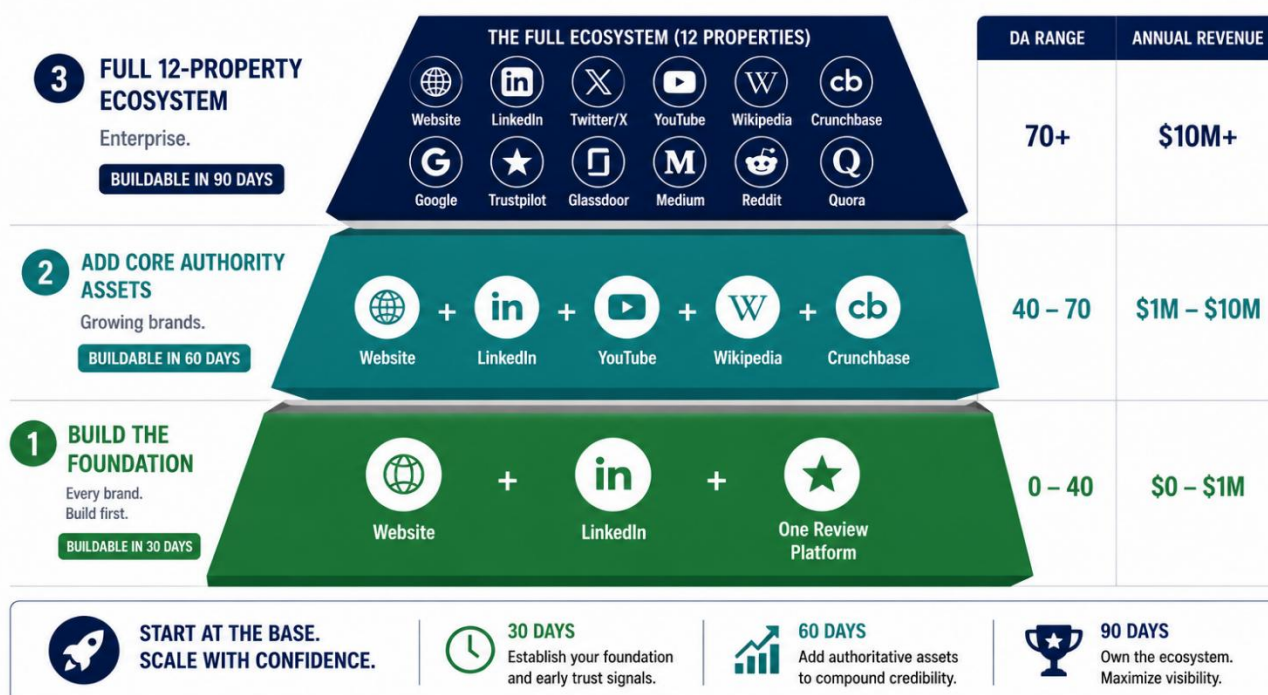 THE FULL ECOSYSTEM (12 PROPERTIES)
DA RANGE
ANNUAL REVENUE
3
FULL 12-PROPERTY
ECOSYSTEM
Enterprise.
BUILDABLE IN 90 DAYS
in
X
W
cb
Website
LinkedIn
Twitter/X
YouTube
Wikipedia
Crunchbase
G
M
Q
Google
Trustpilot
Glassdoor
Medium
Reddit
Quora
70+
$10M+
2
ADD CORE AUTHORITY
ASSETS
Growing brands.
BUILDABLE IN 60 DAYS
+
in
+
+
W
+
cb
Website
LinkedIn
YouTube
Wikipedia
Crunchbase
40 – 70
$1M – $10M
1
BUILD THE
FOUNDATION
Every brand.
Build first.
BUILDABLE IN 30 DAYS
+
in
+
Website
LinkedIn
One Review
Platform
0 – 40
$0 – $1M
START AT THE BASE.
SCALE WITH CONFIDENCE.
30 DAYS
Establish your foundation
and early trust signals.
60 DAYS
Add authoritative assets
to compound credibility.
90 DAYS
Own the ecosystem.
Maximize visibility.